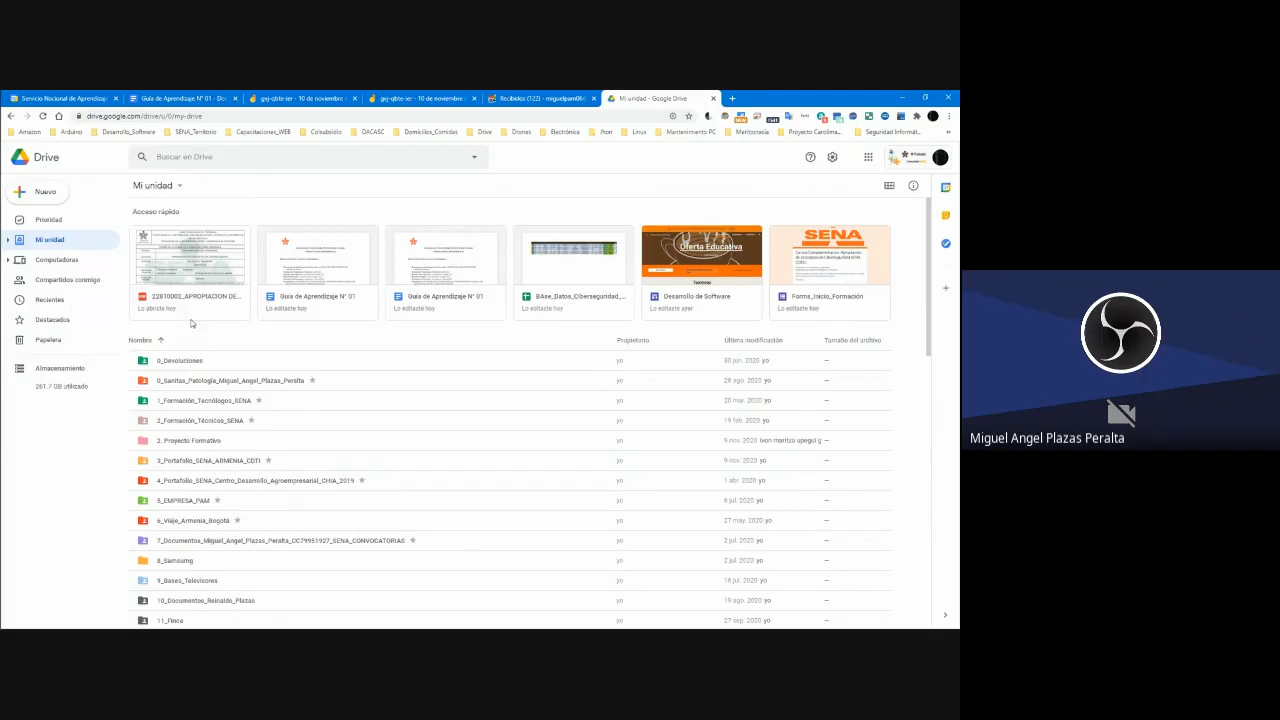 Servicio Nacional de Aprendizaje
Guía de Aprendizaje N° 01 - Do
gvj-qbte-ier - 10 de noviembre
gvj-qbte-ier - 10 de noviembre
Recibidos (122) - miguelpam06
Mi unidad - Google Drive
drive.google.com/drive/u/0/my-drive
Amazon
Arduino
Desarrollo_Software
SENA_Territorio
Capacitaciones_WEB
Colsubsidio
DACASC
Domicilios_Comidas
Drive
Drones
Electrónica
Jhon
Linux
Mantenimiento PC
Meritocracia
Proyecto Carolina...
Seguridad Informát...
Drive
Buscar en Drive
Nuevo
Prioridad
Mi unidad
Computadoras
Compartidos conmigo
Recientes
Destacados
Papelera
Almacenamiento
261.7 GB utilizado
Mi unidad
Acceso rápido
Oferta Educativa
SENA
22810002_APROPIACION DE...
Lo abriste hoy
Guía de Aprendizaje N° 01
Lo editaste hoy
Guía de Aprendizaje N° 01
Lo editaste hoy
BAse_Datos_Ciberseguridad_...
Lo editaste hoy
Desarrollo de Software
Lo editaste ayer
Forms_Inicio_Formación
Lo editaste hoy
Nombre Propietario Última modificación Tamaño del archivo
0_Devoluciones yo 30 jun. 2020 yo —
0_Sanitas_Patología_Miguel_Angel_Plazas_Peralta yo 28 ago. 2020 yo —
1_Formación_Tecnólogos_SENA yo 20 mar. 2020 yo —
2_Formación_Técnicos_SENA yo 19 feb. 2020 yo —
2. Proyecto Formativo yo 9 nov. 2020 ivon maritza upegui g —
3_Portafolio_SENA_ARMENIA_CDTI yo 9 nov. 2020 yo —
4_Portafolio_SENA_Centro_Desarrollo_Agroempresarial_CHIA_2019 yo 1 abr. 2020 yo —
5_EMPRESA_PAM yo 6 jul. 2020 yo —
6_Viaje_Armenia_Bogotá yo 27 may. 2020 yo —
7_Documentos_Miguel_Angel_Plazas_Peralta_CC79951927_SENA_CONVOCATORIAS yo 2 jul. 2020 yo —
8_Samsumg yo 2 jul. 2020 yo —
9_Bases_Televisores yo 16 jul. 2020 yo —
10_Documentos_Reinaldo_Plazas yo 19 ago. 2020 yo —
11_Finca yo 27 sep. 2020 yo —
Miguel Angel Plazas Peralta